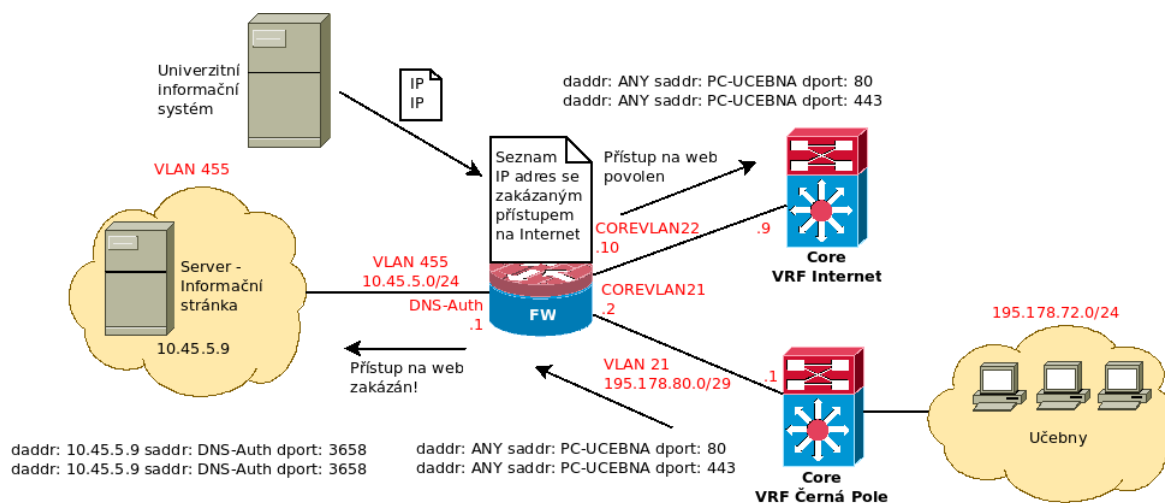 Univerzitní
informační
systém
IP
IP
daddr: ANY saddr: PC-UCEBNA dport: 80
daddr: ANY saddr: PC-UCEBNA dport: 443
Seznam
IP adres se
zakázaným
přístupem
na Internet
Přístup na web
povolen
VLAN 455
COREVLAN22
.10
.9
Core
VRF Internet
Server -
Informační
stránka
10.45.5.9
VLAN 455
10.45.5.0/24
DNS-Auth
.1
FW
COREVLAN21
.2
195.178.72.0/24
Přístup na web
zakázán!
VLAN 21
195.178.80.0/29
.1
Učebny
daddr: 10.45.5.9 saddr: DNS-Auth dport: 3658
daddr: 10.45.5.9 saddr: DNS-Auth dport: 3658
daddr: ANY saddr: PC-UCEBNA dport: 80
daddr: ANY saddr: PC-UCEBNA dport: 443
Core
VRF Černá Pole